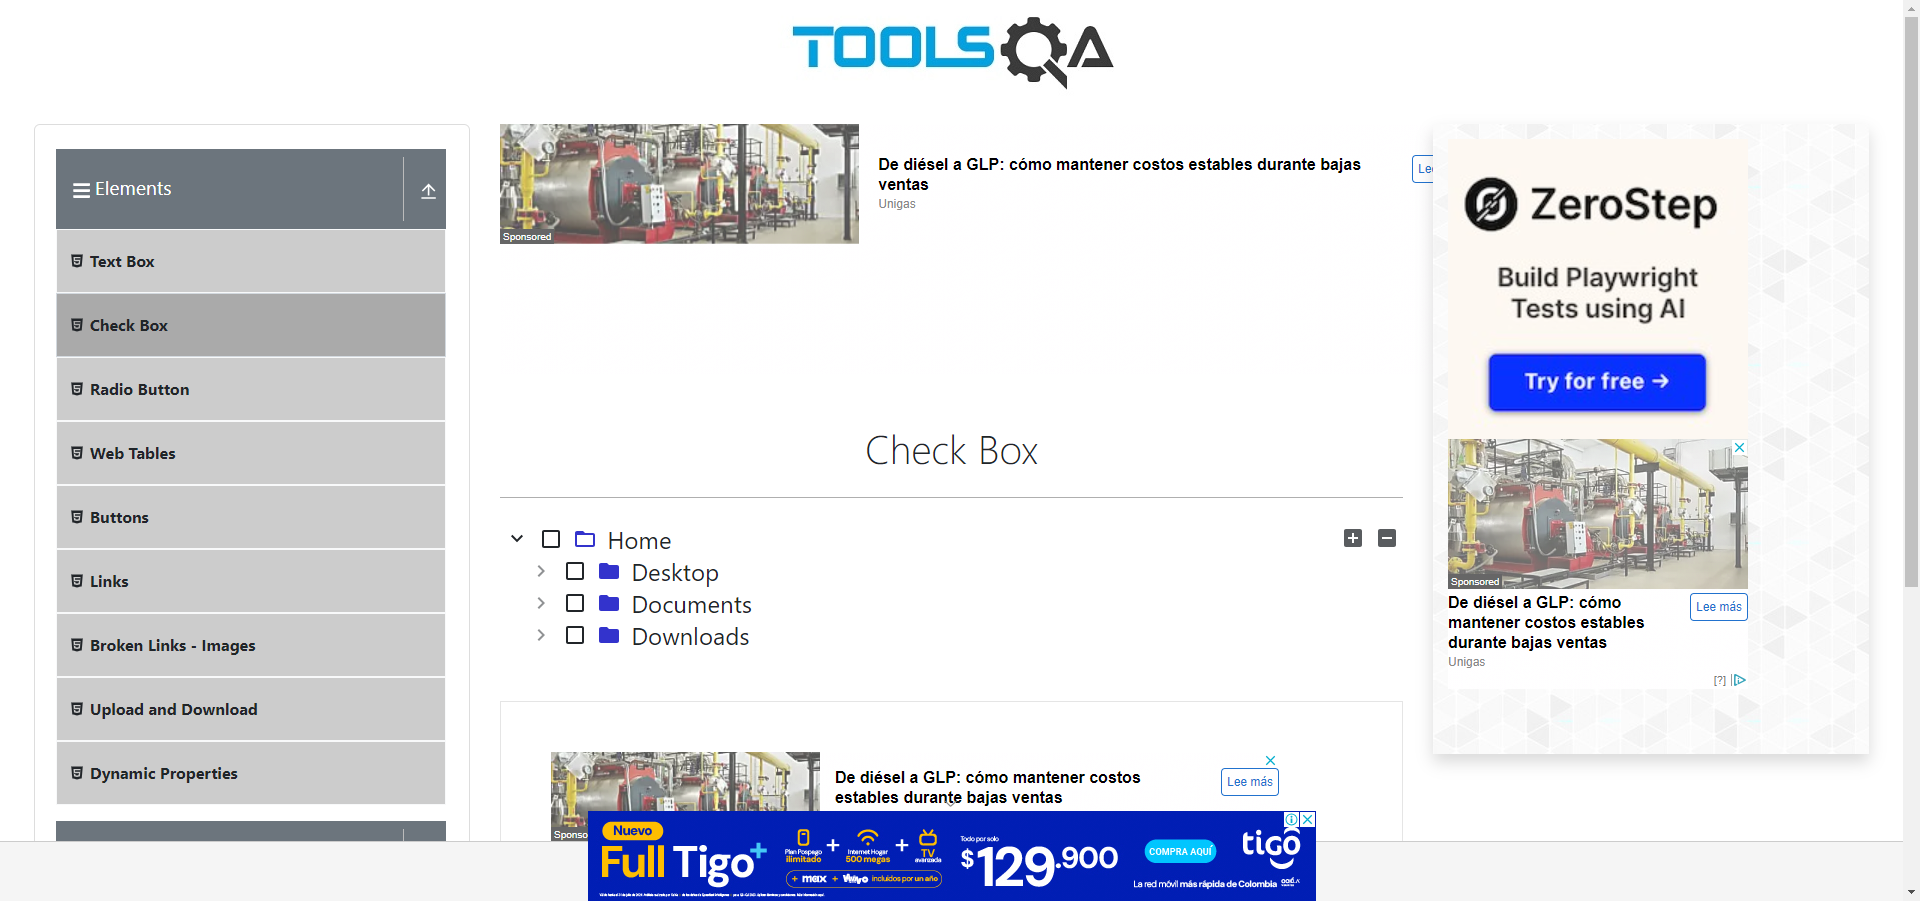 TOOLSQA
Elements
Text Box
Check Box
Radio Button
Web Tables
Buttons
Links
Broken Links - Images
Upload and Download
Dynamic Properties
Sponsored
De diésel a GLP: cómo mantener costos estables durante bajas
ventas
Unigas
Lee
Check Box
Home
Desktop
Documents
Downloads
De diésel a GLP: cómo mantener costos
estables durante bajas ventas
Lee más
Sponso
ZeroStep
Build Playwright
Tests using AI
Try for free →
Sponsored
De diésel a GLP: cómo
mantener costos estables
durante bajas ventas
Lee más
Unigas
[?]
Nuevo
Full Tigo+
Plan Pospago
ilimitado
+
Internet Hogar
500 megas
+
TV
avanzada
+ max + incluidos por un año
Todo por solo
$129.900
COMPRA AQUÍ
tigo
La red móvil más rápida de Colombia